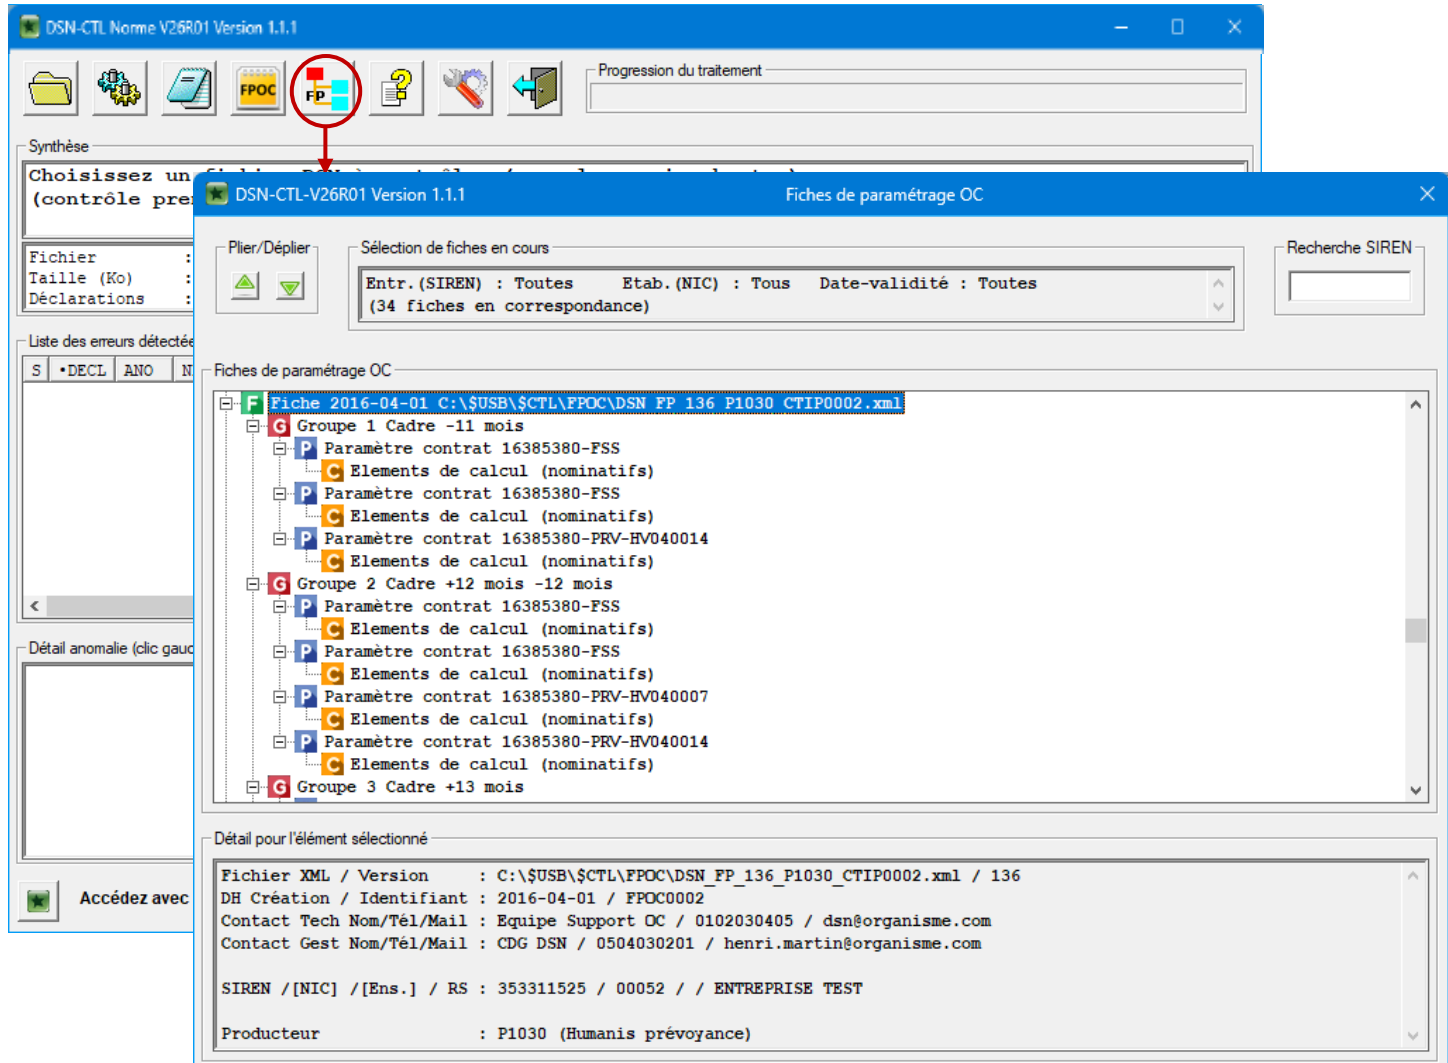 DSN-CTL Norme V26R01 Version 1.1.1
FPOC
FP
Progression du traitement
Synthèse
Choisissez un
(contrôle pre
DSN-CTL-V26R01 Version 1.1.1
Fiches de paramétrage OC
Plier/Déplier
Sélection de fiches en cours
Recherche SIREN
Entr.(SIREN) : Toutes Etab.(NIC) : Tous Date-validité : Toutes
(34 fiches en correspondance)
Fichier :
Taille (Ko) :
Déclarations :
Liste des erreurs détectée
S •DECL ANO N
Fiches de paramétrage OC
F Fiche 2016-04-01 C:\$USB\$CTL\FPOC\DSN FP 136 P1030 CTIP0002.xml
G Groupe 1 Cadre -11 mois
P Paramètre contrat 16385380-FSS
C Elements de calcul (nominatifs)
P Paramètre contrat 16385380-FSS
C Elements de calcul (nominatifs)
P Paramètre contrat 16385380-PRV-HV040014
C Elements de calcul (nominatifs)
G Groupe 2 Cadre +12 mois -12 mois
P Paramètre contrat 16385380-FSS
C Elements de calcul (nominatifs)
P Paramètre contrat 16385380-FSS
C Elements de calcul (nominatifs)
P Paramètre contrat 16385380-PRV-HV040007
C Elements de calcul (nominatifs)
P Paramètre contrat 16385380-PRV-HV040014
C Elements de calcul (nominatifs)
G Groupe 3 Cadre +13 mois
Détail anomalie (clic gauc
Accédez avec
Détail pour l'élément sélectionné
Fichier XML / Version : C:\$USB\$CTL\FPOC\DSN_FP_136_P1030_CTIP0002.xml / 136
DH Création / Identifiant : 2016-04-01 / FPOC0002
Contact Tech Nom/Tél/Mail : Equipe Support OC / 0102030405 / dsn@organisme.com
Contact Gest Nom/Tél/Mail : CDG DSN / 0504030201 / henri.martin@organisme.com
SIREN /[NIC] /[Ens.] / RS : 353311525 / 00052 / / ENTREPRISE TEST
Producteur : P1030 (Humanis prévoyance)